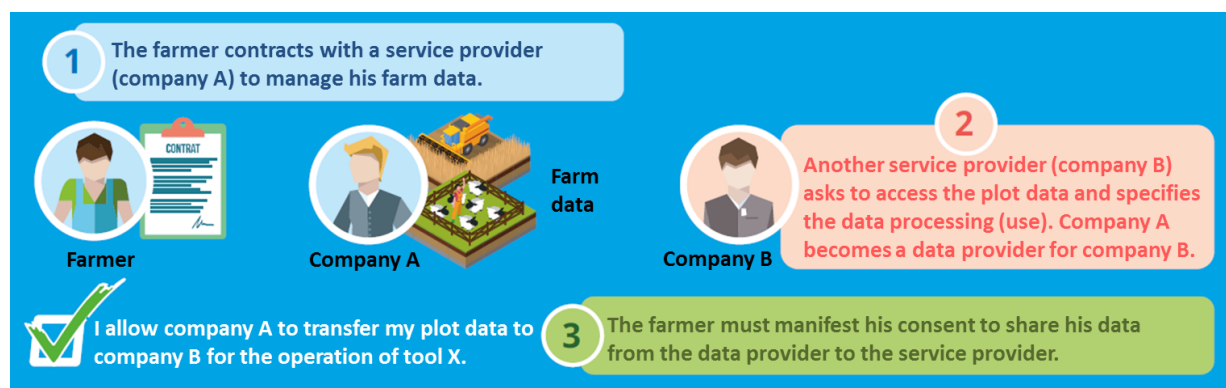 1
The farmer contracts with a service provider
(company A) to manage his farm data.
CONTRAT
Farmer
Company A
Farm
data
Company B
2
Another service provider (company B)
asks to access the plot data and specifies
the data processing (use). Company A
becomes a data provider for company B.
I allow company A to transfer my plot data to
company B for the operation of tool X.
3
The farmer must manifest his consent to share his data
from the data provider to the service provider.